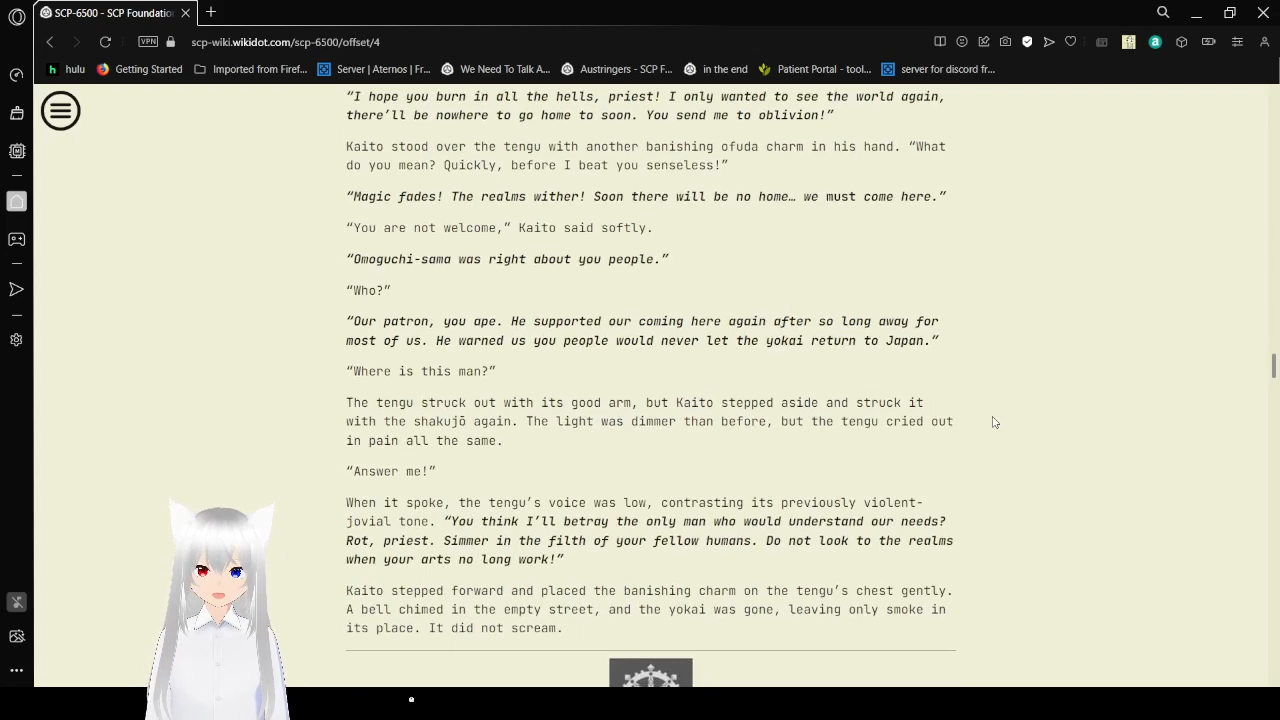 SCP-6500 - SCP Foundatio
scp-wiki.wikidot.com/scp-6500/offset/4
VPN
hulu
Getting Started
Imported from Firef...
Server | Aternos | Fr...
We Need To Talk A...
Austringers - SCP F...
in the end
Patient Portal - tool...
server for discord fr...
“I hope you burn in all the hells, priest! I only wanted to see the world again,
there’ll be nowhere to go home to soon. You send me to oblivion!”
Kaito stood over the tengu with another banishing ofuda charm in his hand. “What
do you mean? Quickly, before I beat you senseless!”
“Magic fades! The realms wither! Soon there will be no home… we must come here.”
“You are not welcome,” Kaito said softly.
“Omoguchi-sama was right about you people.”
“Who?”
“Our patron, you ape. He supported our coming here again after so long away for
most of us. He warned us you people would never let the yokai return to Japan.”
“Where is this man?”
The tengu struck out with its good arm, but Kaito stepped aside and struck it
with the shakujō again. The light was dimmer than before, but the tengu cried out
in pain all the same.
“Answer me!”
When it spoke, the tengu’s voice was low, contrasting its previously violent-
jovial tone. “You think I’ll betray the only man who would understand our needs?
Rot, priest. Simmer in the filth of your fellow humans. Do not look to the realms
when your arts no long work!”
Kaito stepped forward and placed the banishing charm on the tengu’s chest gently.
A bell chimed in the empty street, and the yokai was gone, leaving only smoke in
its place. It did not scream.